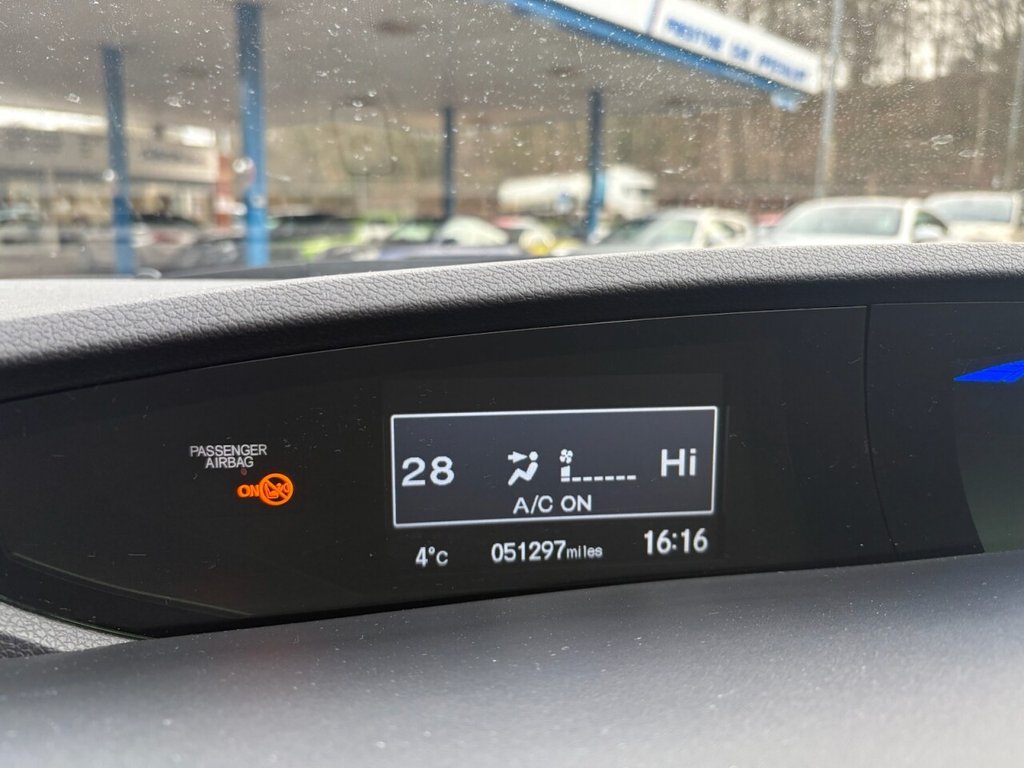 PASSENGER
AIRBAG
ON
28 Hi
A/C ON
4°C 051297miles 16:16